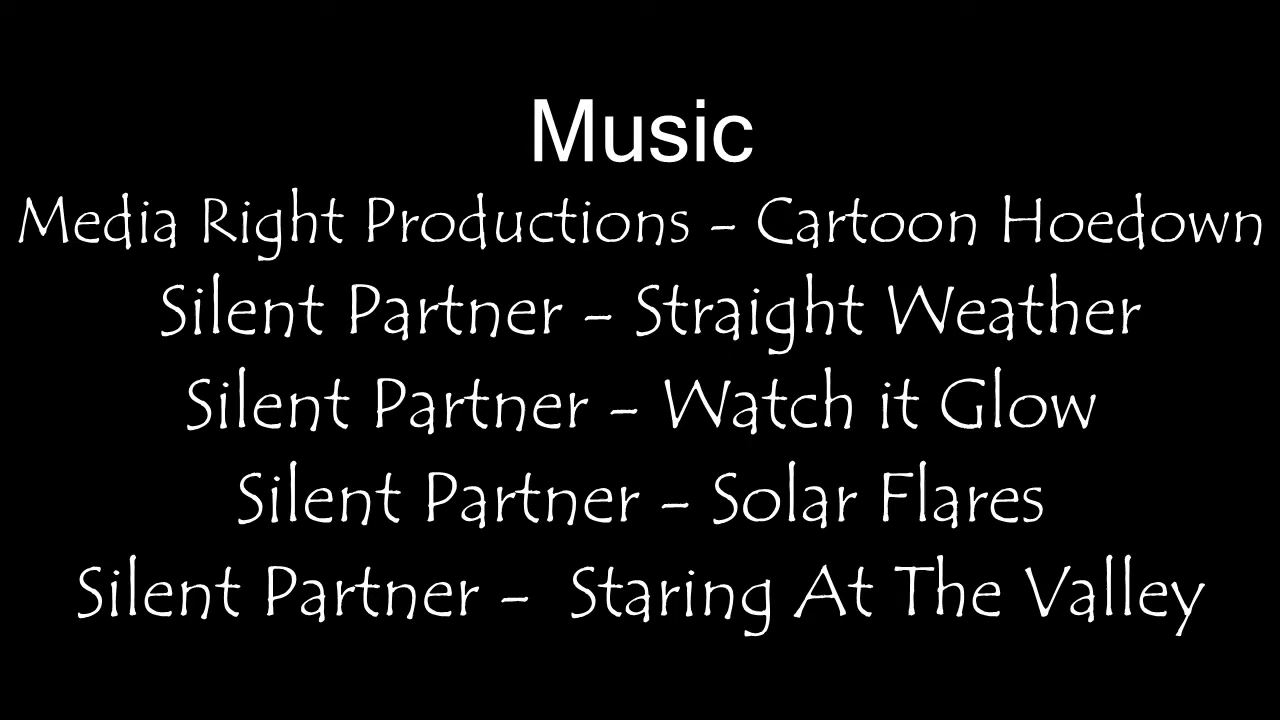 Music
Media Right Productions - Cartoon Hoedown
Silent Partner - Straight Weather
Silent Partner - Watch it Glow
Silent Partner - Solar Flares
Silent Partner -  Staring At The Valley